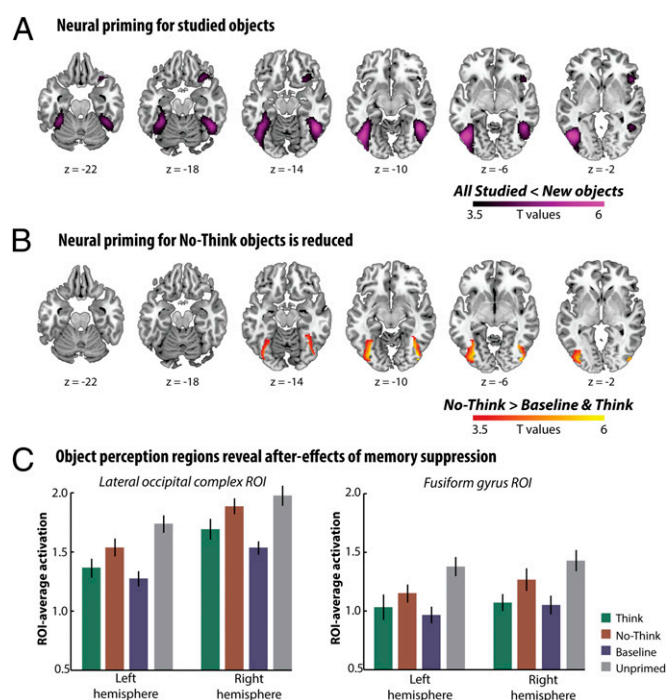 A
Neural priming for studied objects
z = -22
z = -18
z = -14
z = -10
z = -6
z = -2
All Studied < New objects
3.5 T values 6
B
Neural priming for No-Think objects is reduced
z = -22
z = -18
z = -14
z = -10
z = -6
z = -2
No-Think > Baseline & Think
3.5 T values 6
C
Object perception regions reveal after-effects of memory suppression
Lateral occipital complex ROI
ROI-average activation
2.0
1.5
1.0
0.5
Left
hemisphere
Right
hemisphere
Fusiform gyrus ROI
ROI-average activation
2.0
1.5
1.0
0.5
Left
hemisphere
Right
hemisphere
Think
No-Think
Baseline
Unprimed